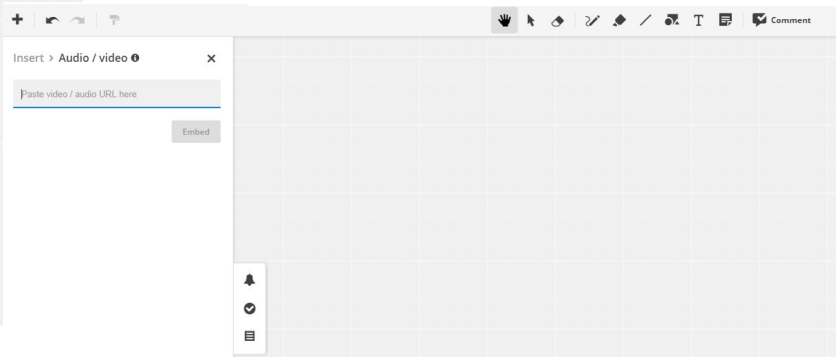 Comment
Insert > Audio / video
Paste video / audio URL here
Embed